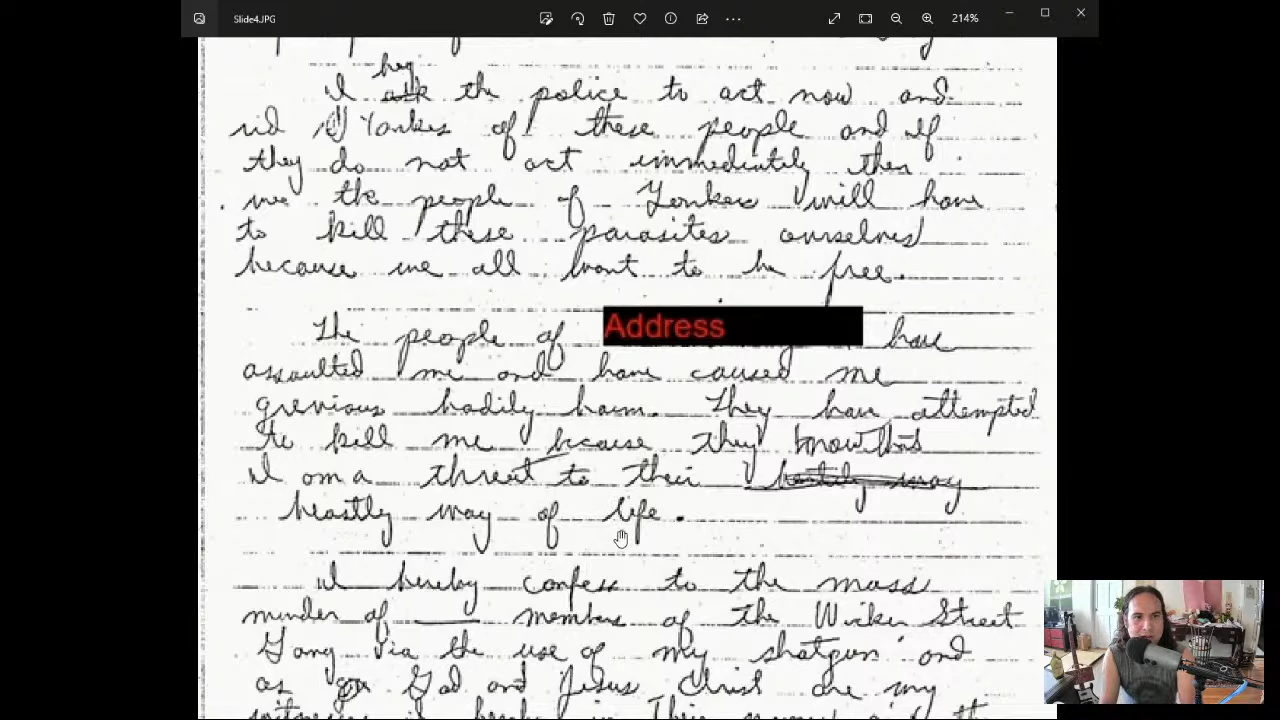 Slide4.JPG
214%
beg
I ask the police to act now and
rid Yonkers of these people and if
they do not act immediately then
we the people of Yonkers will have
to kill these parasites ourselves
because we all want to be free.
The people of Address have
assaulted me and have caused me
grevious bodily harm. They have attempted
to kill me because they know that
I am a threat to their
beastly way of life.
I hereby confess to the mass
murder of members of the Wicker Street
Gang via the use of my shotgun and
as God and Jesus Christ are my